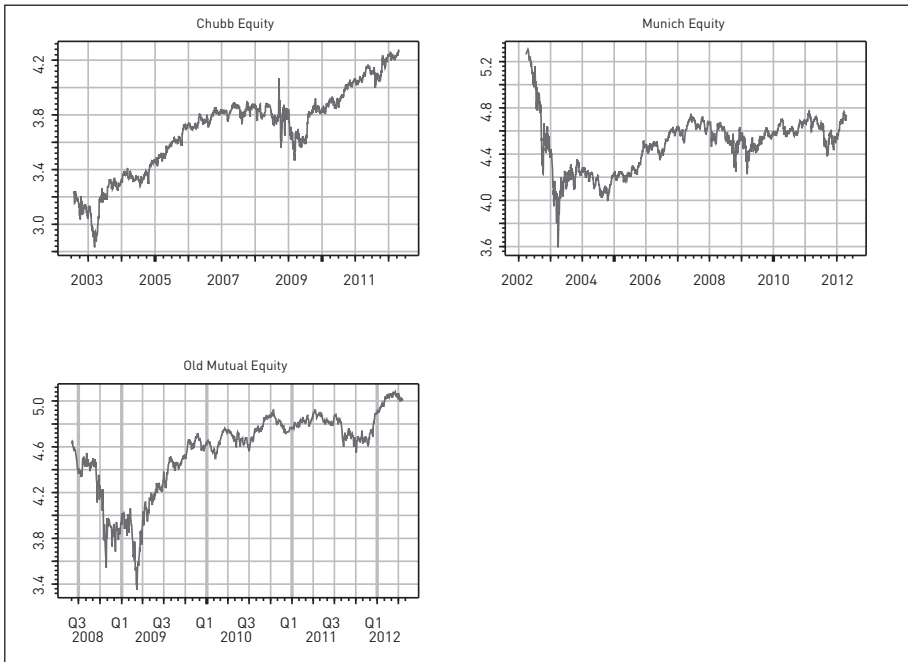 Chubb Equity
4.2
3.8
3.4
3.0
2003 2005 2007 2009 2011
Munich Equity
5.2
4.8
4.4
4.0
3.6
2002 2004 2006 2008 2010 2012
Old Mutual Equity
5.0
4.6
4.2
3.8
3.4
Q3 Q1 Q3 Q1 Q3 Q1 Q3 Q1
2008 2009 2010 2011 2012